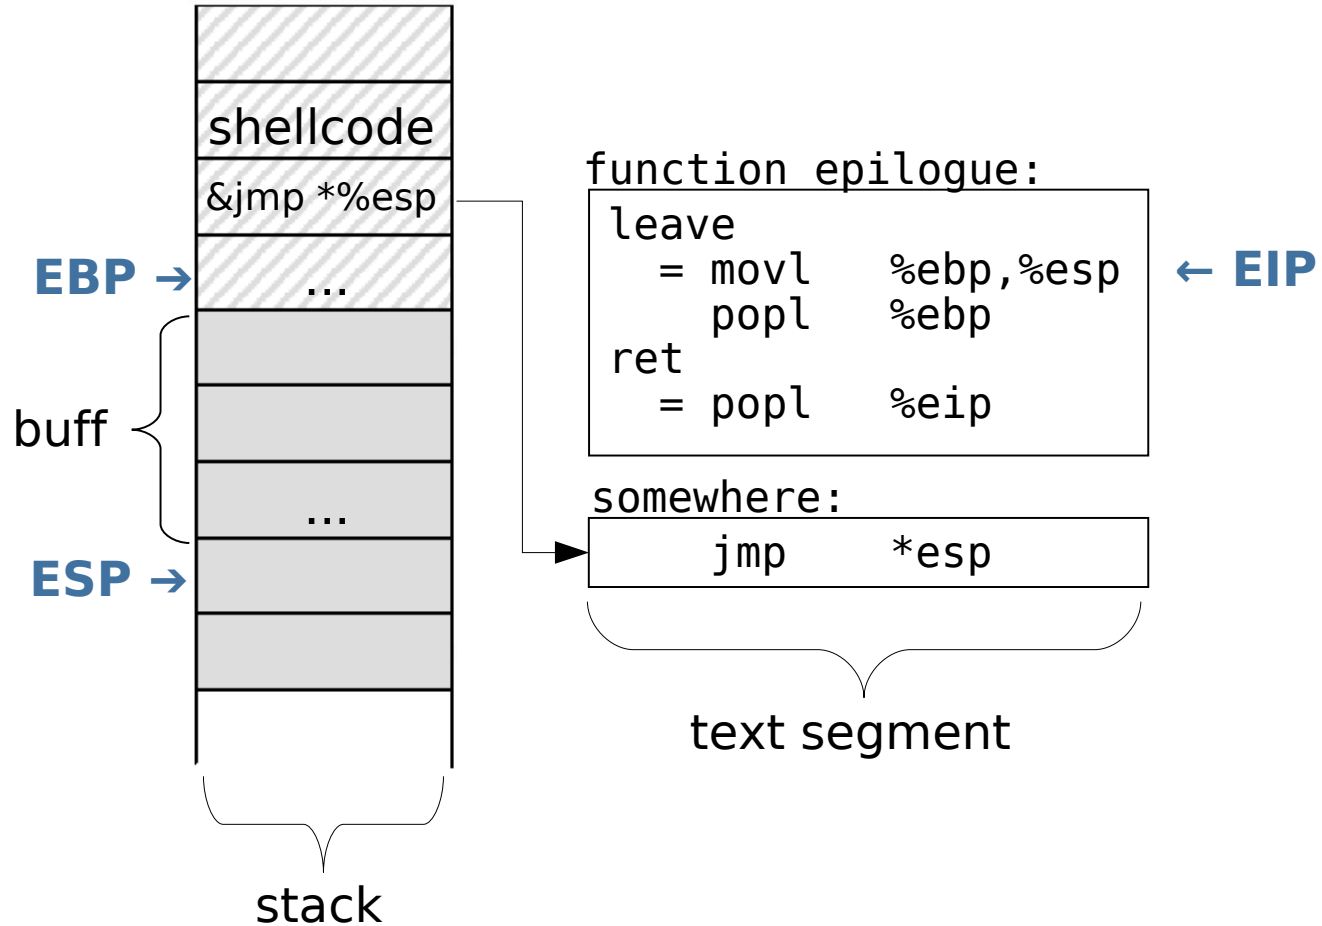 shellcode
&jmp *%esp
EBP ➔
...
buff
...
ESP ➔
stack
function epilogue:
leave
= movl %ebp,%esp
popl %ebp
ret
= popl %eip
← EIP
somewhere:
jmp *esp
text segment